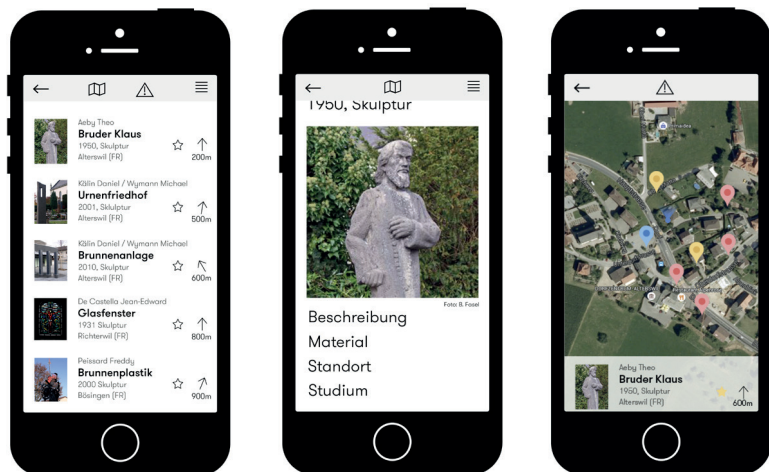 Aeby Theo
Bruder Klaus
1950, Skulptur
Alterswil (FR)
200m
Kälin Daniel / Wymann Michael
Urnenfriedhof
2001, Sklulptur
Alterswil (FR)
500m
Kälin Daniel / Wymann Michael
Brunnenanlage
2010, Skulptur
Alterswil (FR)
600m
De Castella Jean-Edward
Glasfenster
1931 Skulptur
Richterwil (FR)
800m
Peissard Freddy
Brunnenplastik
2000 Skulptur
Bösingen (FR)
900m
1950, Skulptur
Foto: B. Fasel
Beschreibung
Material
Standort
Studium
Aeby Theo
Bruder Klaus
1950, Skulptur
Alterswil (FR)
600m